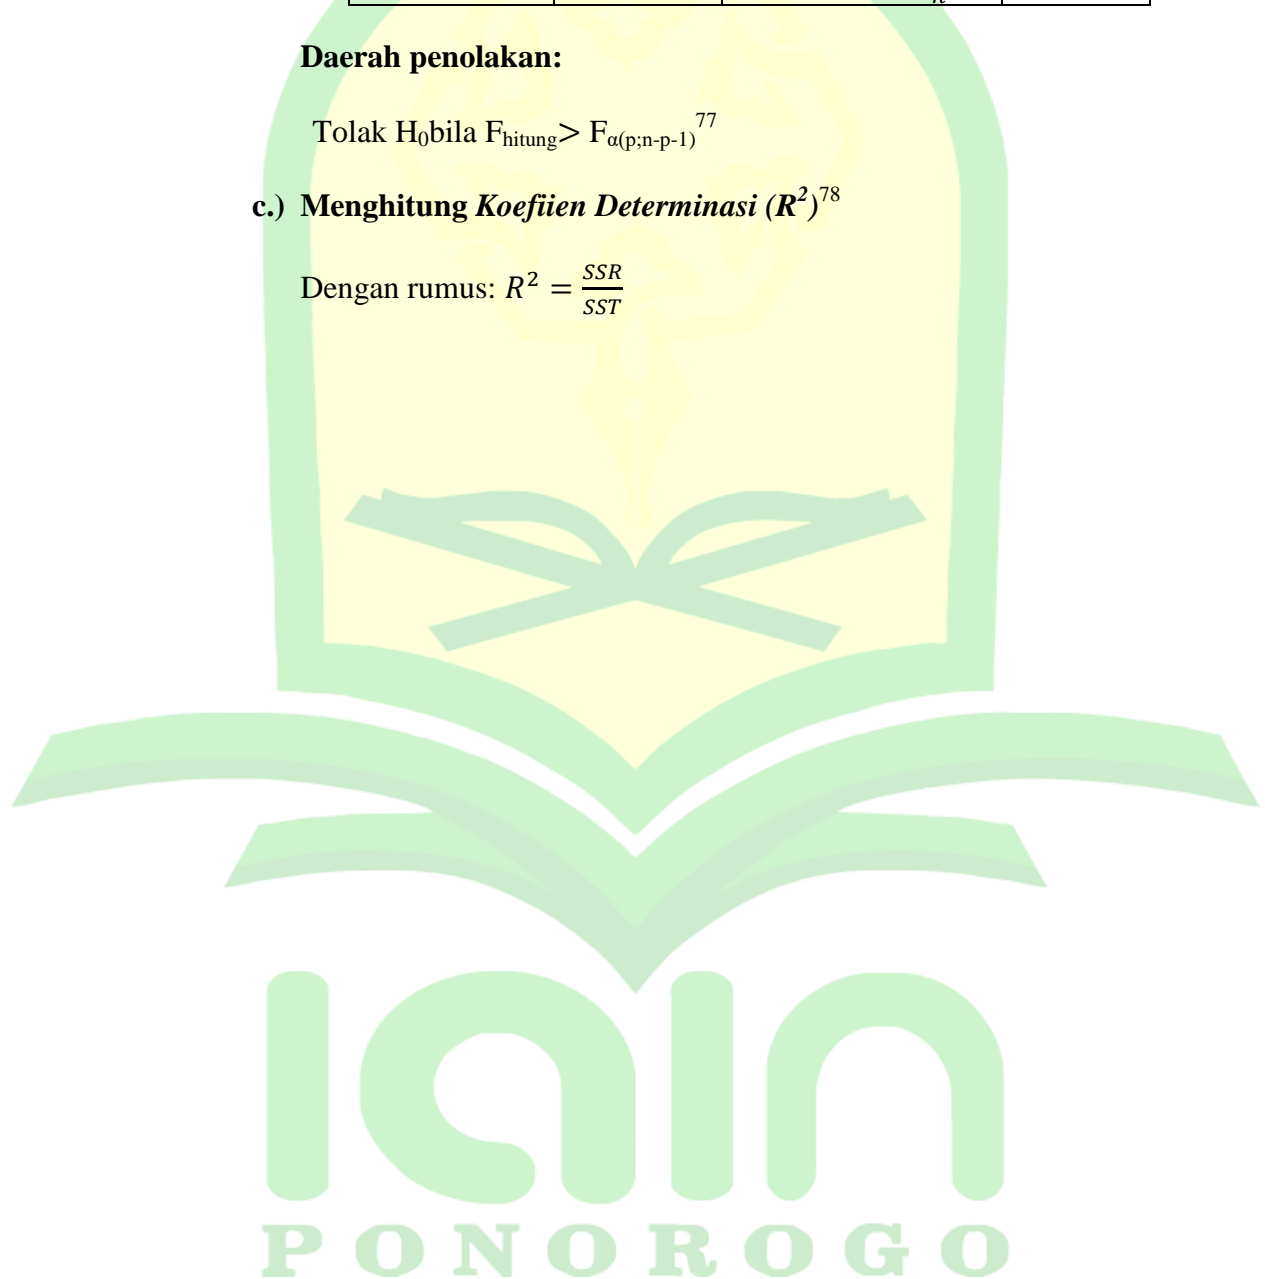 n
Daerah penolakan:
Tolak H₀bila Fhitung> Fα(p;n-p-1)⁷⁷
c.) Menghitung Koefiien Determinasi (R²)⁷⁸
Dengan rumus: R² = SSR/SST
iain
PONOROGO